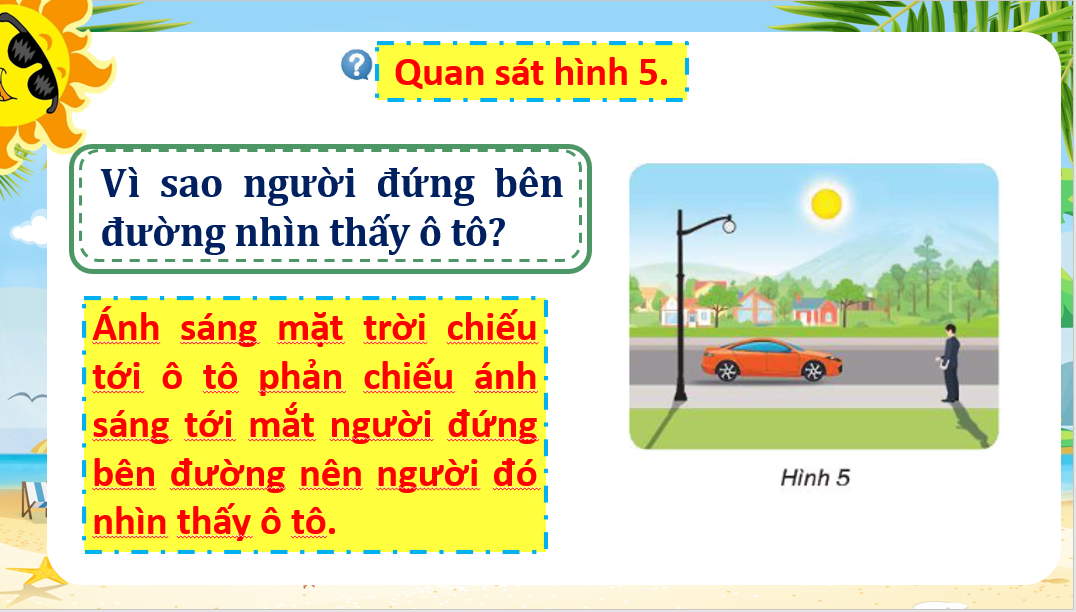 Quan sát hình 5.
Vì sao người đứng bên
đường nhìn thấy ô tô?
Ánh sáng mặt trời chiếu
tới ô tô phản chiếu ánh
sáng tới mắt người đứng
bên đường nên người đó
nhìn thấy ô tô.
Hình 5